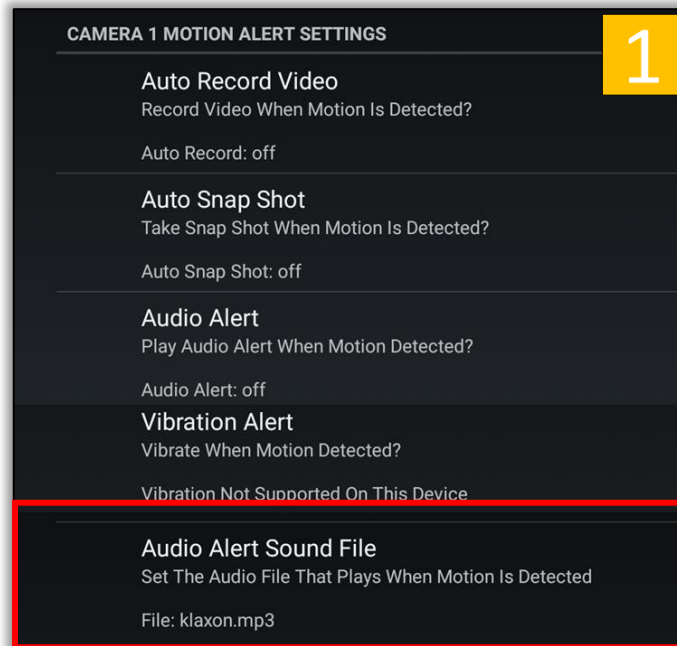 CAMERA 1 MOTION ALERT SETTINGS
1
Auto Record Video
Record Video When Motion Is Detected?
Auto Record: off
Auto Snap Shot
Take Snap Shot When Motion Is Detected?
Auto Snap Shot: off
Audio Alert
Play Audio Alert When Motion Detected?
Audio Alert: off
Vibration Alert
Vibrate When Motion Detected?
Vibration Not Supported On This Device
Audio Alert Sound File
Set The Audio File That Plays When Motion Is Detected
File: klaxon.mp3